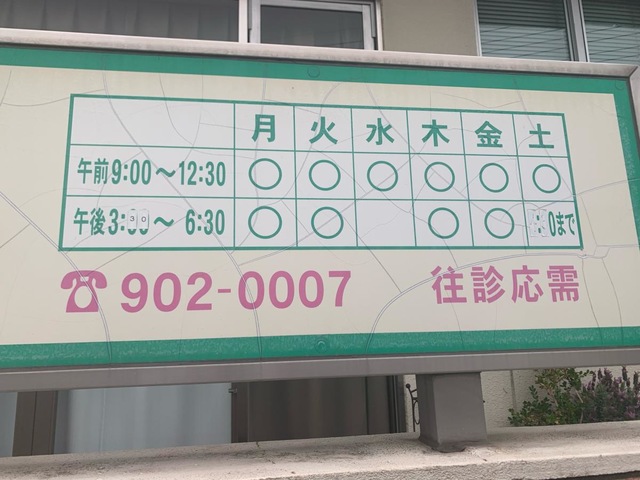 月 火 水 木 金 土
午前 9:00〜12:30 ○ ○ ○ ○ ○ ○
午後 3:30〜 6:30 ○ ○ ○ ○ 0まで
☎902-0007 往診応需